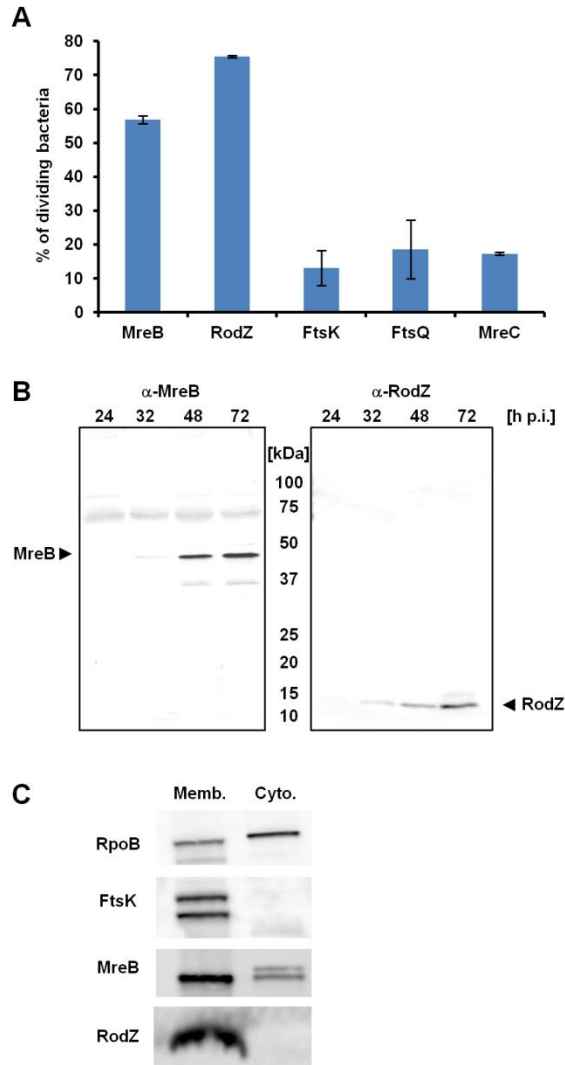 A
% of dividing bacteria
80
70
60
50
40
30
20
10
0
MreB RodZ FtsK FtsQ MreC
B
α-MreB α-RodZ
24 32 48 72 24 32 48 72 [h p.i.]
[kDa]
100
75
MreB 50
37
25
20
15
RodZ
10
C
Memb. Cyto.
RpoB
FtsK
MreB
RodZ